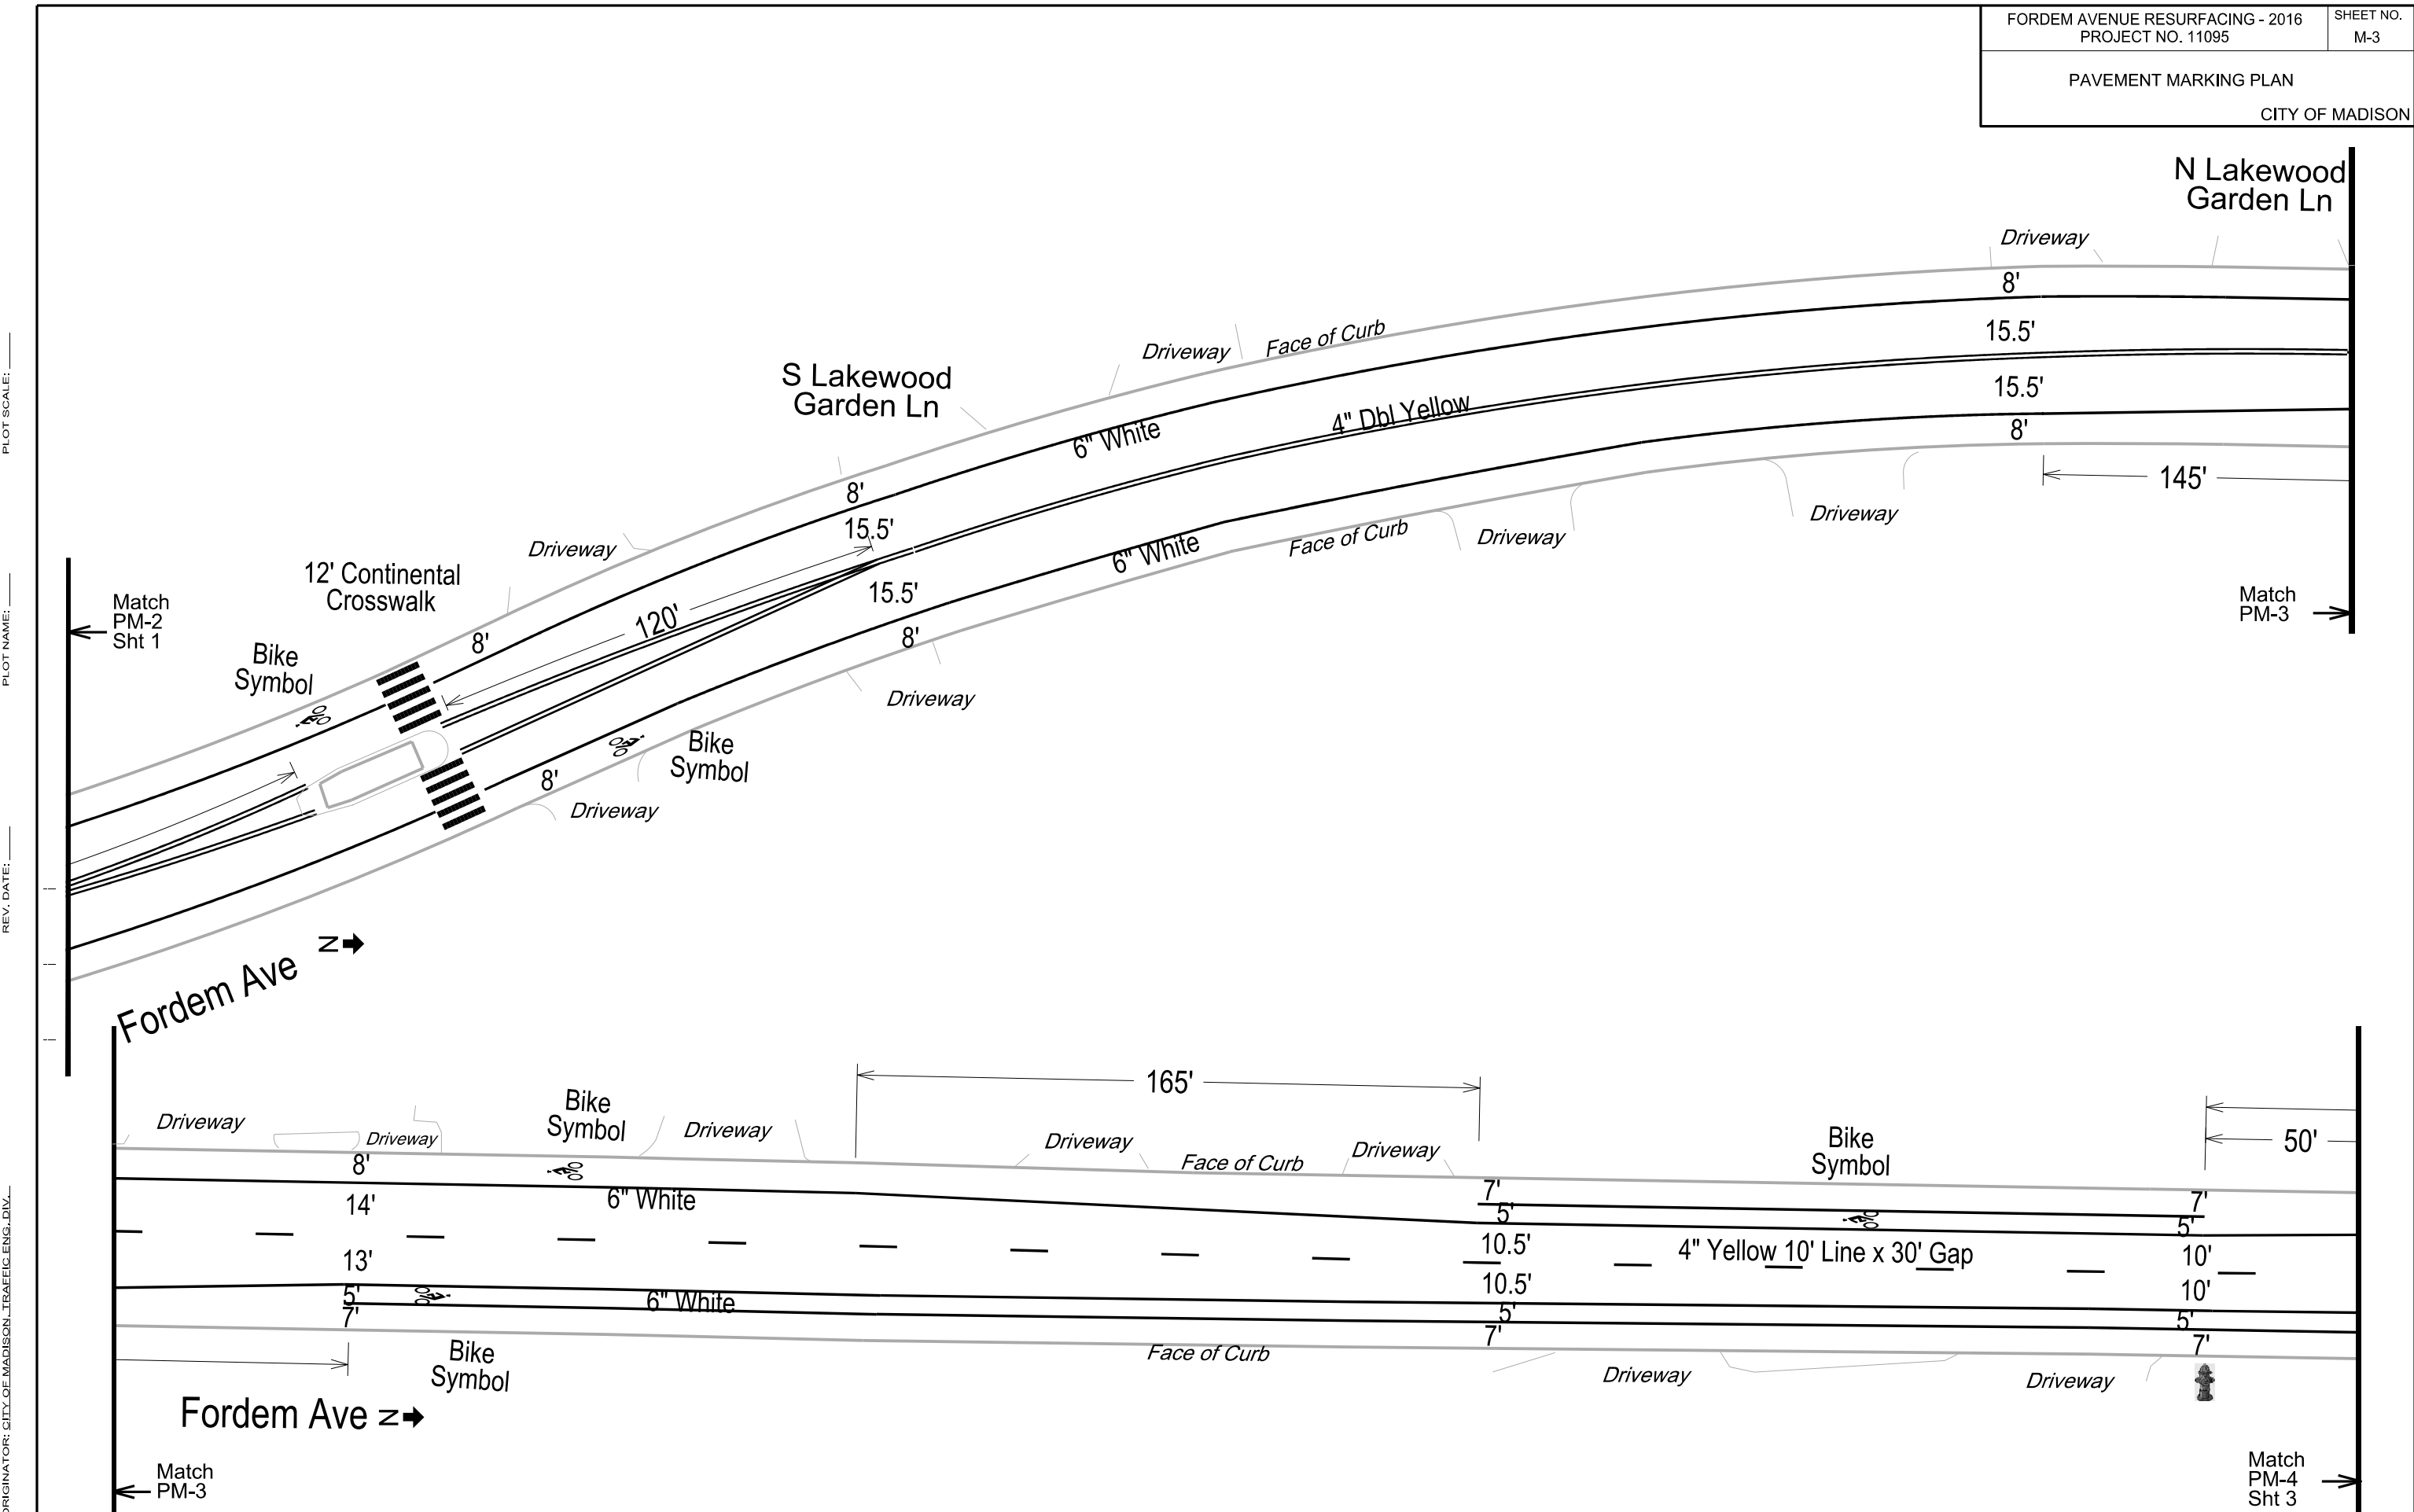 FORDEM AVENUE RESURFACING - 2016
PROJECT NO. 11095
SHEET NO.
M-3
PAVEMENT MARKING PLAN
CITY OF MADISON
PLOT SCALE: ____
PLOT NAME: ____
REV. DATE: ____
ORIGINATOR: CITY OF MADISON TRAFFIC ENG. DIV.
N Lakewood
Garden Ln
Driveway
8'
15.5'
15.5'
8'
145'
Driveway
Face of Curb
S Lakewood
Garden Ln
4" Dbl Yellow
6" White
8'
15.5'
15.5'
8'
6" White
Face of Curb
Driveway
Driveway
Driveway
12' Continental
Crosswalk
Match
PM-2
Sht 1
Match
PM-3
8'
120'
Bike
Symbol
Driveway
Bike
Symbol
8'
Driveway
N
Fordem Ave
165'
Bike
Symbol
Driveway
Driveway
Driveway
Driveway
Face of Curb
Driveway
Bike
Symbol
50'
8'
14'
6" White
13'
5'
7'
6" White
7'
5'
10.5'
10.5'
5'
7'
4" Yellow 10' Line x 30' Gap
7'
5'
10'
10'
5'
7'
Bike
Symbol
Face of Curb
Driveway
Driveway
Fordem Ave N
Match
PM-3
Match
PM-4
Sht 3